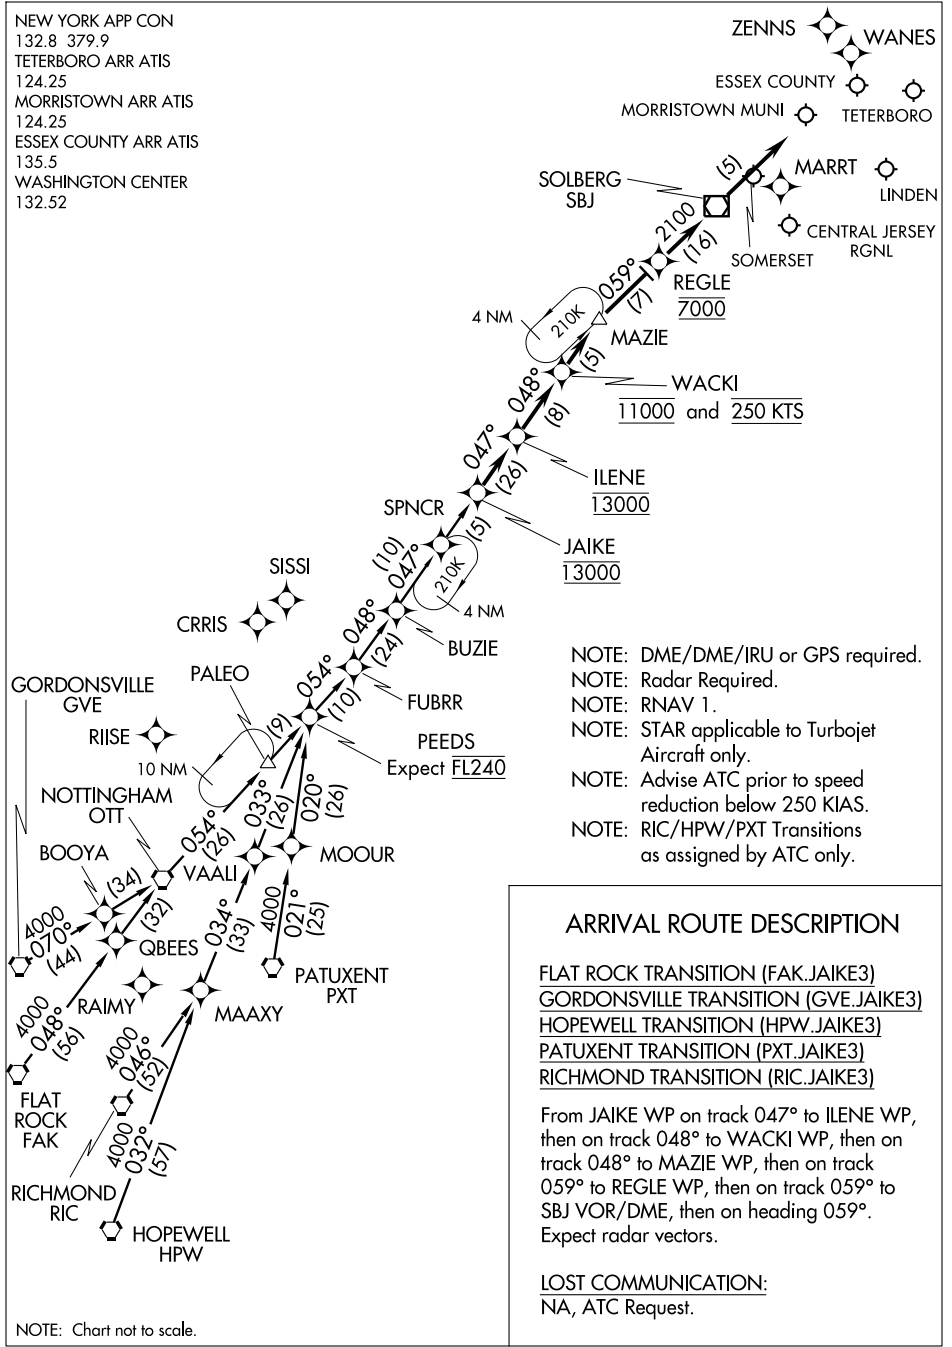 NEW YORK APP CON
132.8 379.9
TETERBORO ARR ATIS
124.25
MORRISTOWN ARR ATIS
124.25
ESSEX COUNTY ARR ATIS
135.5
WASHINGTON CENTER
132.52
ZENNS
WANES
ESSEX COUNTY
MORRISTOWN MUNI
TETERBORO
(5)
MARRT
SOLBERG
SBJ
LINDEN
2100
(16)
CENTRAL JERSEY
RGNL
SOMERSET
059°
(7)
REGLE
7000
4 NM
210K
MAZIE
(5)
WACKI
11000 and 250 KTS
048°
(8)
047°
(26)
ILENE
13000
SPNCR
(5)
JAIKE
13000
(10)
047°
210K
4 NM
SISSI
CRRIS
048°
(24)
BUZIE
PALEO
054°
(10)
FUBRR
GORDONSVILLE
GVE
(9)
RIISE
PEEDS
Expect FL240
10 NM
NOTTINGHAM
OTT
054°
(26)
033°
(26)
020°
(26)
BOOYA
(34)
VAALI
MOOUR
4000
070°
(44)
(32)
QBEES
034°
(33)
4000
021°
(25)
RAIMY
PATUXENT
PXT
MAAXY
4000
048°
(56)
4000
046°
(52)
FLAT
ROCK
FAK
4000
032°
(57)
RICHMOND
RIC
HOPEWELL
HPW
NOTE: DME/DME/IRU or GPS required.
NOTE: Radar Required.
NOTE: RNAV 1.
NOTE: STAR applicable to Turbojet
Aircraft only.
NOTE: Advise ATC prior to speed
reduction below 250 KIAS.
NOTE: RIC/HPW/PXT Transitions
as assigned by ATC only.
ARRIVAL ROUTE DESCRIPTION
FLAT ROCK TRANSITION (FAK.JAIKE3)
GORDONSVILLE TRANSITION (GVE.JAIKE3)
HOPEWELL TRANSITION (HPW.JAIKE3)
PATUXENT TRANSITION (PXT.JAIKE3)
RICHMOND TRANSITION (RIC.JAIKE3)
From JAIKE WP on track 047° to ILENE WP,
then on track 048° to WACKI WP, then on
track 048° to MAZIE WP, then on track
059° to REGLE WP, then on track 059° to
SBJ VOR/DME, then on heading 059°.
Expect radar vectors.
LOST COMMUNICATION:
NA, ATC Request.
NOTE: Chart not to scale.